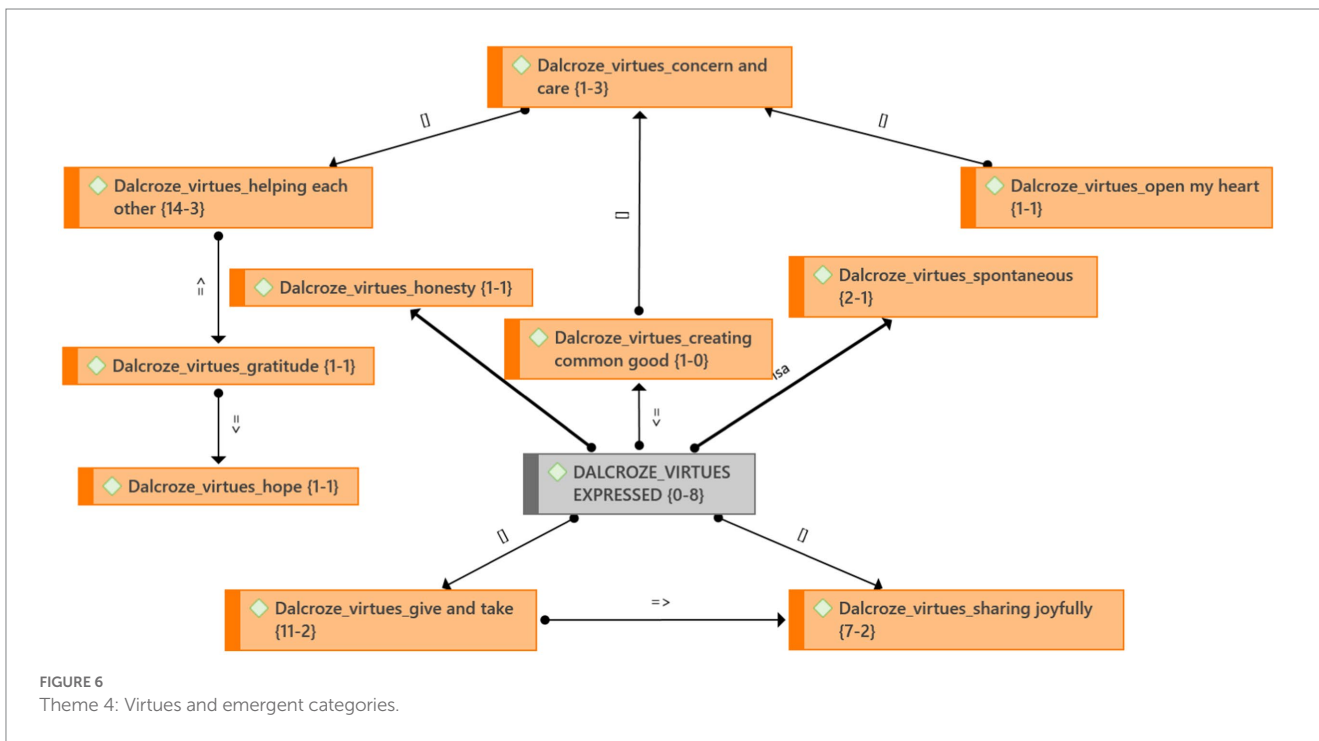 Dalcroze_virtues_concern and
care {1-3}
[]
[]
Dalcroze_virtues_helping each
other {14-3}
[]
Dalcroze_virtues_open my heart
{1-1}
=>
Dalcroze_virtues_honesty {1-1}
Dalcroze_virtues_spontaneous
{2-1}
Dalcroze_virtues_creating
common good {1-0}
Dalcroze_virtues_gratitude {1-1}
isa
=>
=>
Dalcroze_virtues_hope {1-1}
DALCROZE_VIRTUES
EXPRESSED {0-8}
[]
[]
Dalcroze_virtues_give and take
{11-2}
=>
Dalcroze_virtues_sharing joyfully
{7-2}
FIGURE 6
Theme 4: Virtues and emergent categories.